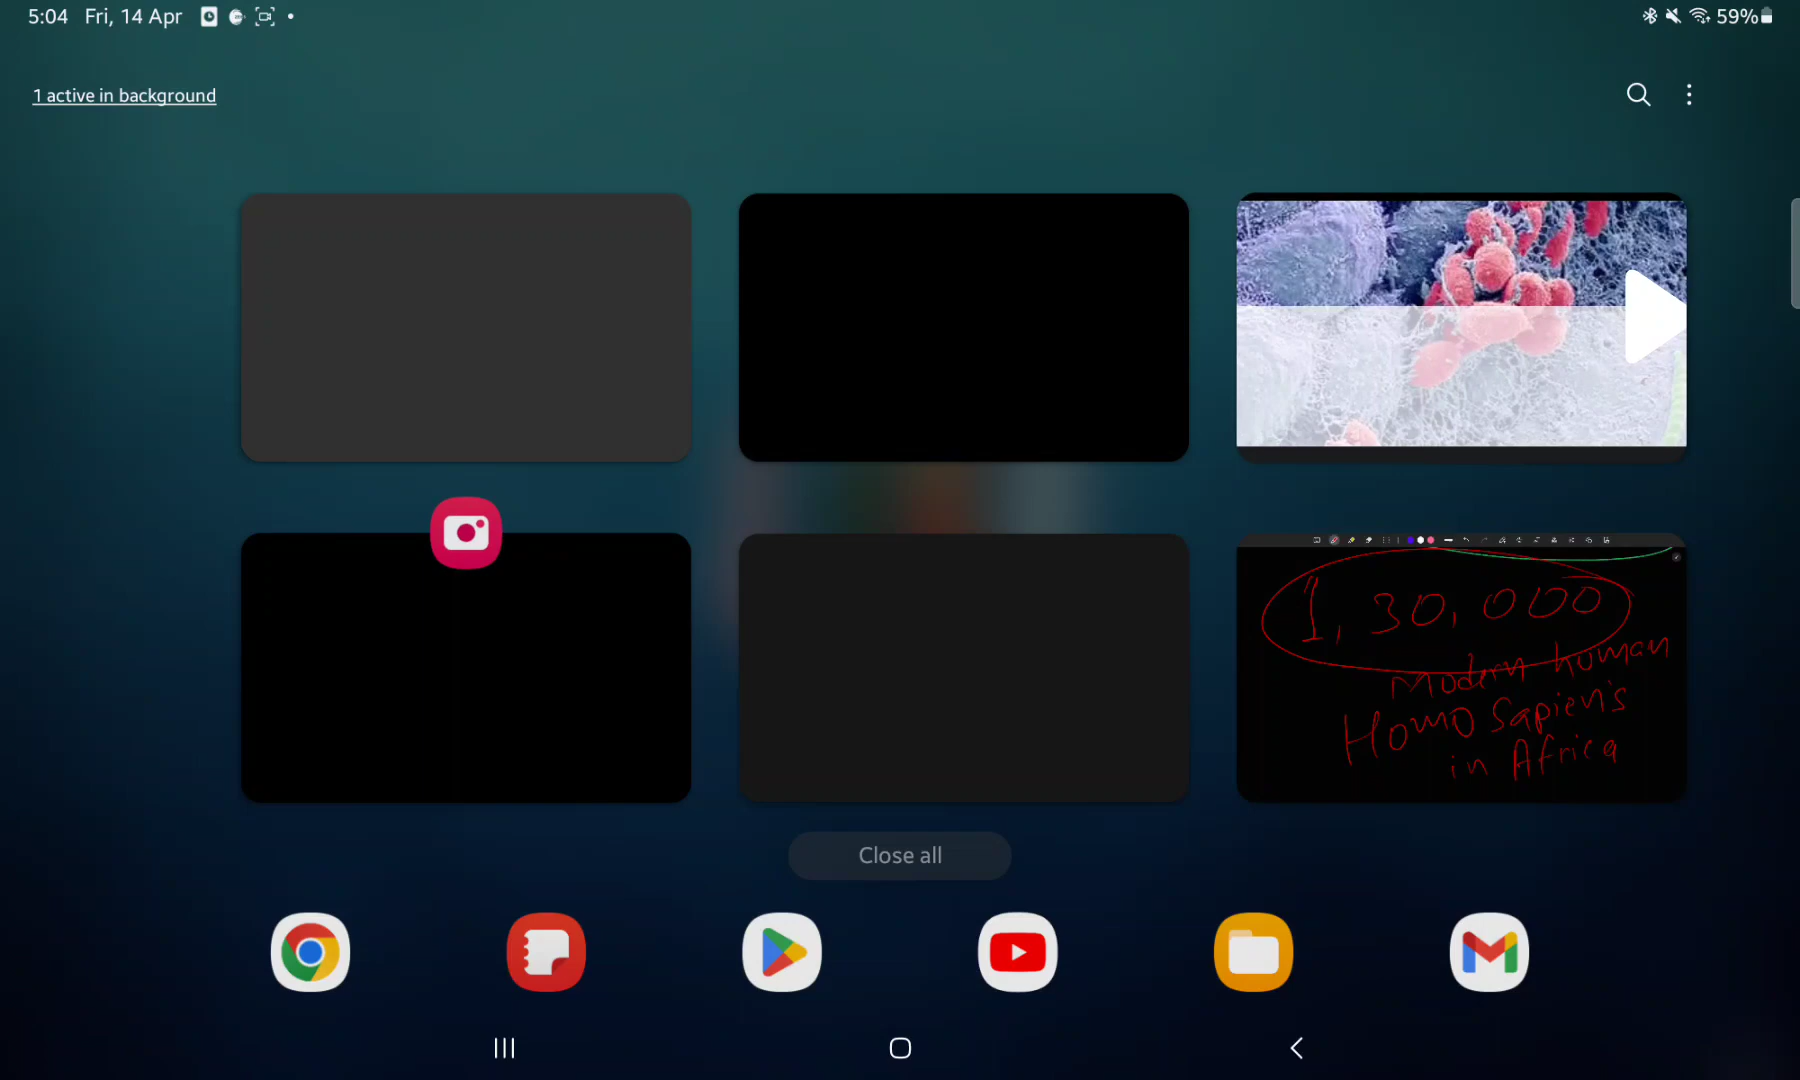 5:04 Fri, 14 Apr
59%
1 active in background
1, 30, 000
Modern human
Homo Sapien's
in Africa
Close all